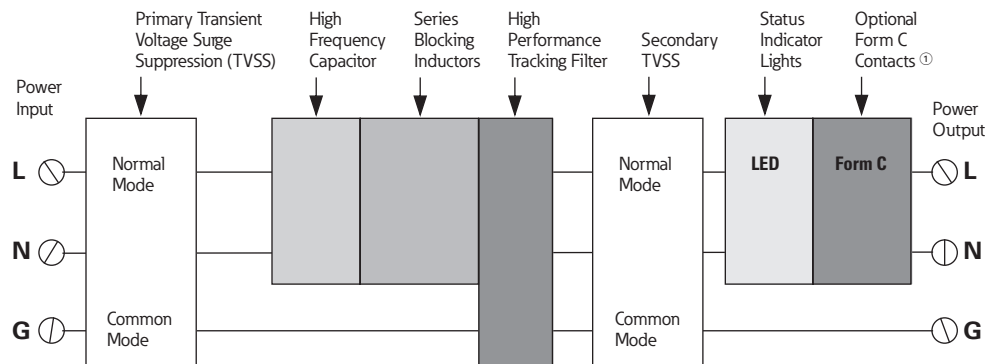 Primary Transient
Voltage Surge
Suppression (TVSS)
High
Frequency
Capacitor
Series
Blocking
Inductors
High
Performance
Tracking Filter
Secondary
TVSS
Status
Indicator
Lights
Optional
Form C
Contacts ①
Power
Input
Power
Output
L
Normal
Mode
Normal
Mode
LED
Form C
L
N
N
G
Common
Mode
Common
Mode
G